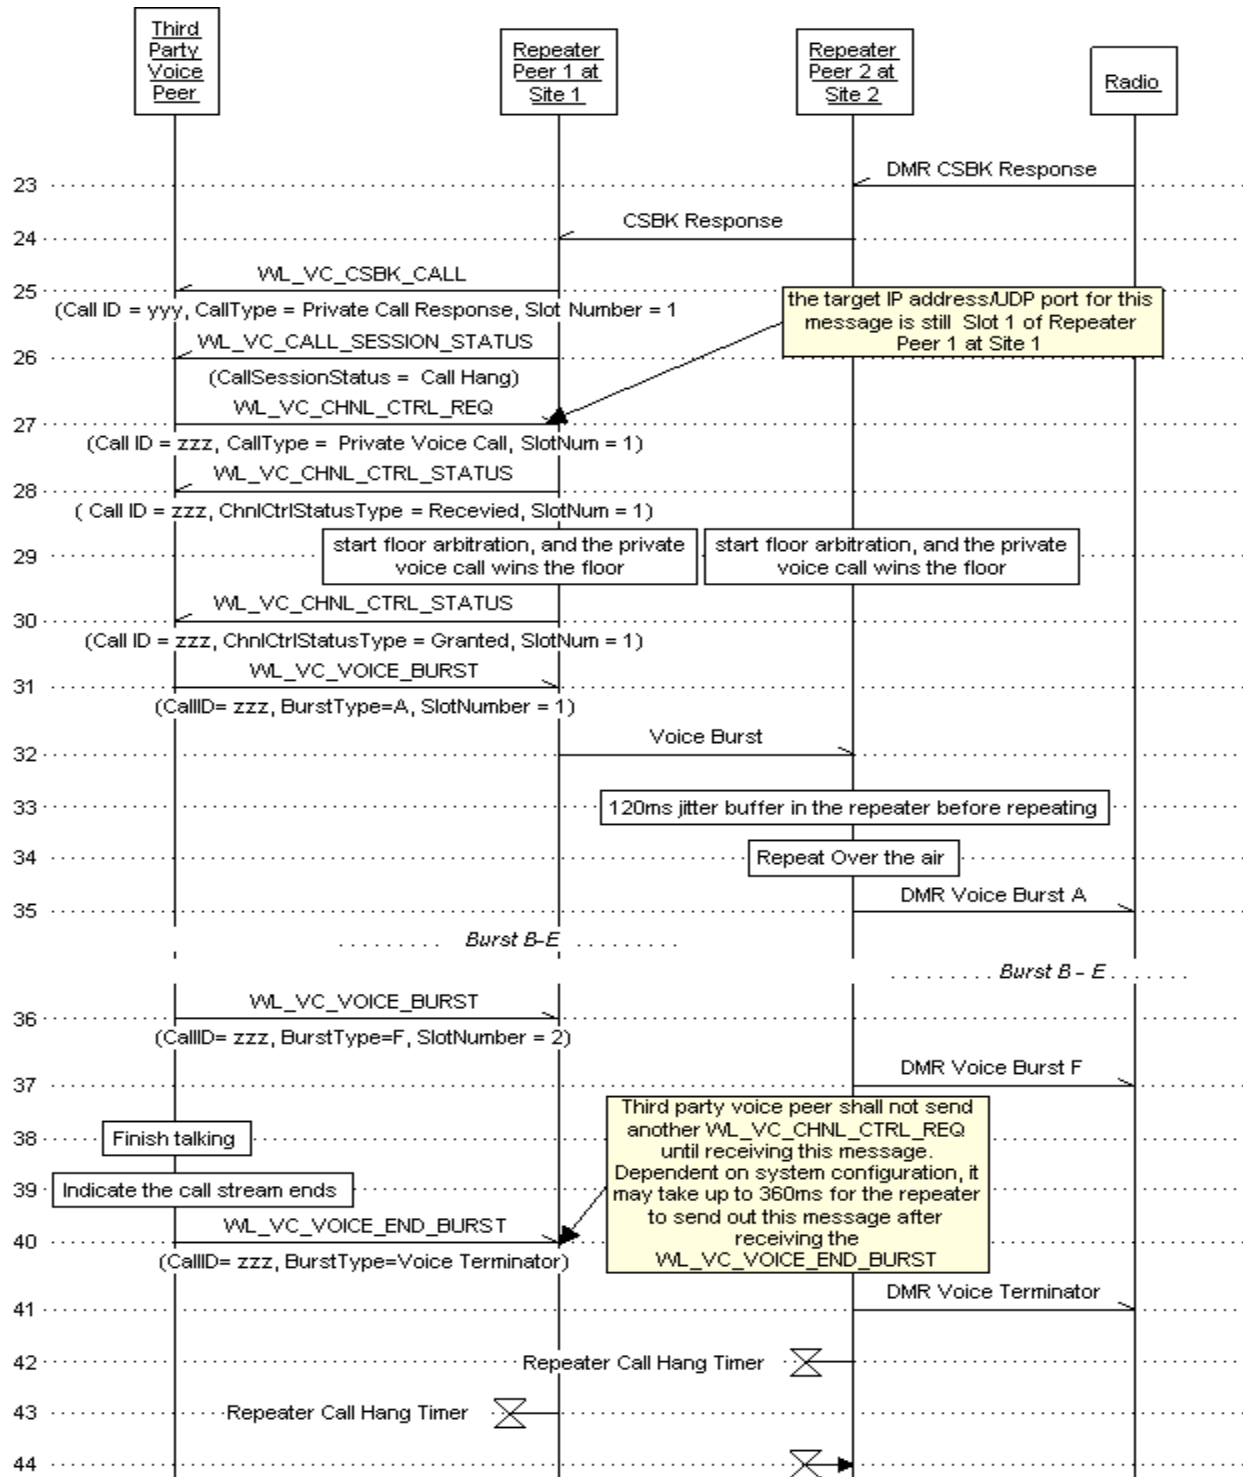 Third
Party
Voice
Peer
Repeater
Peer 1 at
Site 1
Repeater
Peer 2 at
Site 2
Radio
23
DMR CSBK Response
24
CSBK Response
25
WL_VC_CSBK_CALL
(Call ID = yyy, CallType = Private Call Response, Slot Number = 1
the target IP address/UDP port for this
message is still Slot 1 of Repeater
Peer 1 at Site 1
26
WL_VC_CALL_SESSION_STATUS
(CallSessionStatus = Call Hang)
27
WL_VC_CHNL_CTRL_REQ
(Call ID = zzz, CallType = Private Voice Call, SlotNum = 1)
28
WL_VC_CHNL_CTRL_STATUS
( Call ID = zzz, ChnlCtrlStatusType = Recevied, SlotNum = 1)
29
start floor arbitration, and the private
voice call wins the floor
start floor arbitration, and the private
voice call wins the floor
30
WL_VC_CHNL_CTRL_STATUS
(Call ID = zzz, ChnlCtrlStatusType = Granted, SlotNum = 1)
31
WL_VC_VOICE_BURST
(CallID= zzz, BurstType=A, SlotNumber = 1)
32
Voice Burst
33
120ms jitter buffer in the repeater before repeating
34
Repeat Over the air
35
DMR Voice Burst A
......... Burst B-E .........
........ Burst B - E ......
36
WL_VC_VOICE_BURST
(CallID= zzz, BurstType=F, SlotNumber = 2)
37
DMR Voice Burst F
38
Finish talking
39
Indicate the call stream ends
Third party voice peer shall not send
another WL_VC_CHNL_CTRL_REQ
until receiving this message.
Dependent on system configuration, it
may take up to 360ms for the repeater
to send out this message after
receiving the
WL_VC_VOICE_END_BURST
40
WL_VC_VOICE_END_BURST
(CallID= zzz, BurstType=Voice Terminator)
41
DMR Voice Terminator
42
Repeater Call Hang Timer
43
Repeater Call Hang Timer
44